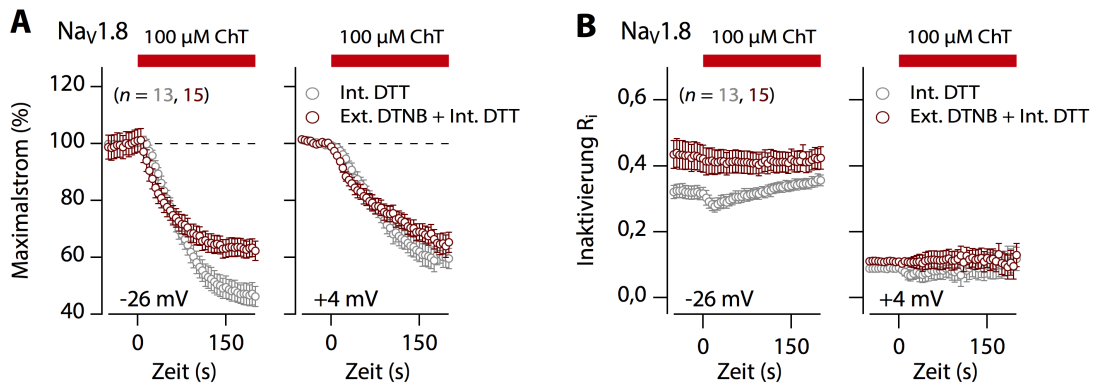 A
NaV1.8
100 µM ChT
100 µM ChT
Maximalstrom (%)
120
100
80
60
40
(n = 13, 15)
Int. DTT
Ext. DTNB + Int. DTT
-26 mV
+4 mV
0
150
0
150
Zeit (s)
Zeit (s)
B
NaV1.8
100 µM ChT
100 µM ChT
Inaktivierung Ri
0,6
0,4
0,2
0,0
(n = 13, 15)
Int. DTT
Ext. DTNB + Int. DTT
-26 mV
+4 mV
0
150
0
150
Zeit (s)
Zeit (s)